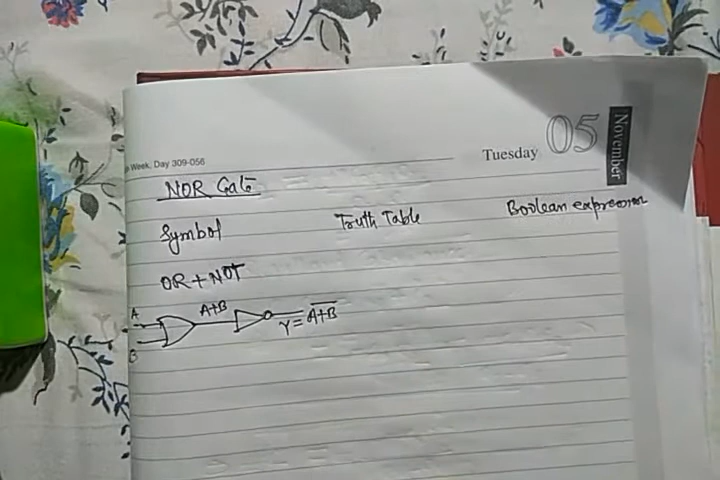 Week. Day 309-056
Tuesday 05 November
NOR Gate
Symbol Truth Table Boolean expression
OR + NOT
A A+B
B Y = A̅+̅B̅